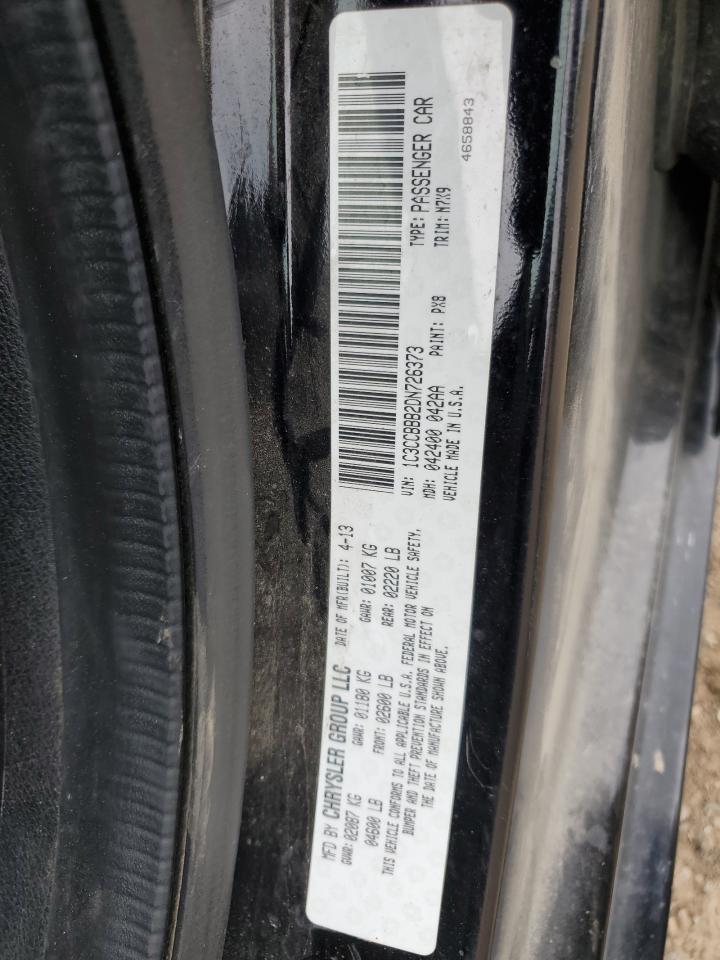 MFD BY CHRYSLER GROUP LLC DATE OF MFR(BUILT): 4-13
GVWR: 02087 KG GAWR: 01180 KG GAWR: 01007 KG
04600 LB FRONT: 02600 LB REAR: 02220 LB
THIS VEHICLE CONFORMS TO ALL APPLICABLE U.S.A. FEDERAL MOTOR VEHICLE SAFETY,
BUMPER AND THEFT PREVENTION STANDARDS IN EFFECT ON
THE DATE OF MANUFACTURE SHOWN ABOVE.
VIN: 1C3CCBBB2DN726373 TYPE: PASSENGER CAR
MDH: 042400 042AA PAINT: PX8 TRIM: M7X9
VEHICLE MADE IN U.S.A. 4658843